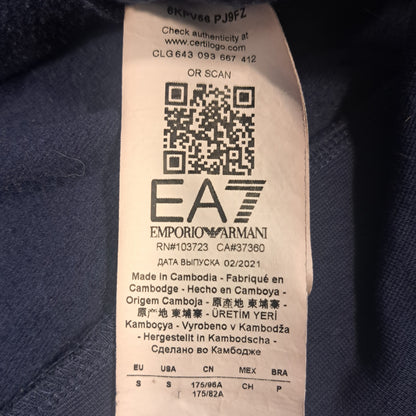 6KPV66 PJ9FZ
Check authenticity at
www.certilogo.com
CLG 643 093 667 412
OR SCAN
EA7
EMPORIO ARMANI
RN#103723 CA#37360
ДАТА ВЫПУСКА 02/2021
Made in Cambodia - Fabriqué en
Cambodge - Hecho en Camboya -
Origem Camboja - 原產地 柬埔寨
- 原产地 柬埔寨 - ÜRETİM YERİ
Kamboçya - Vyrobeno v Kambodža
- Hergestellt in Kambodscha -
Сделано во Камбодже
EU USA CN MEX BRA
S S 175/96A CH P
175/82A